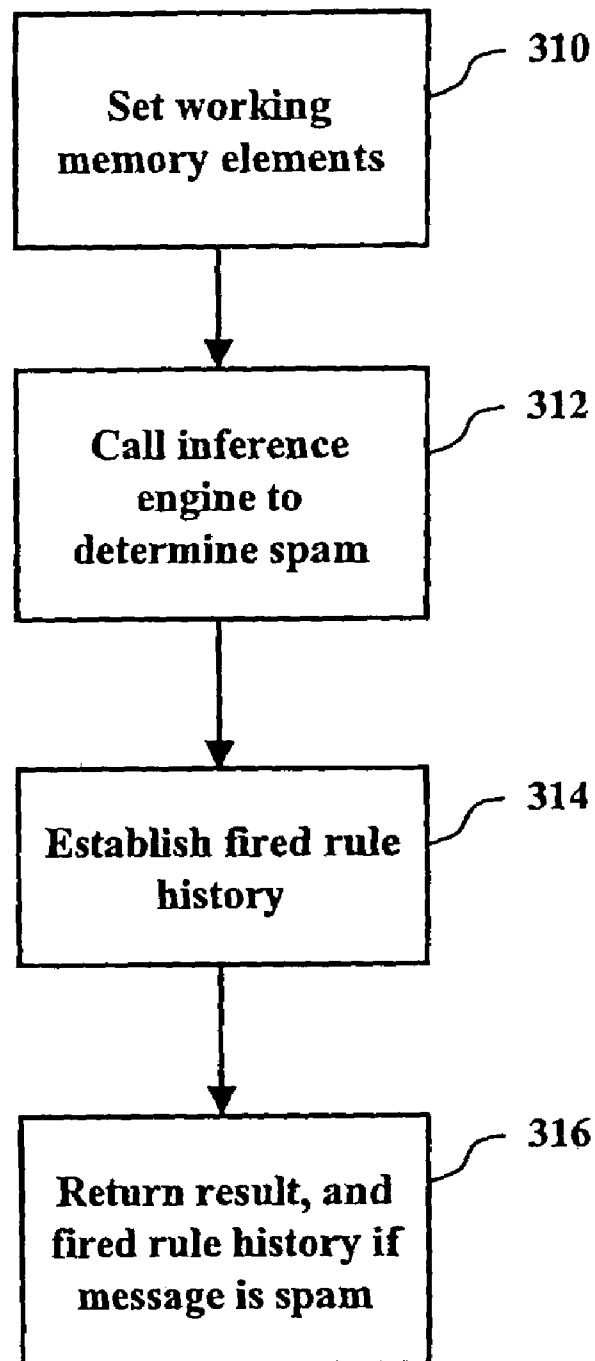 310
Set working
memory elements
312
Call inference
engine to
determine spam
314
Establish fired rule
history
316
Return result, and
fired rule history if
message is spam